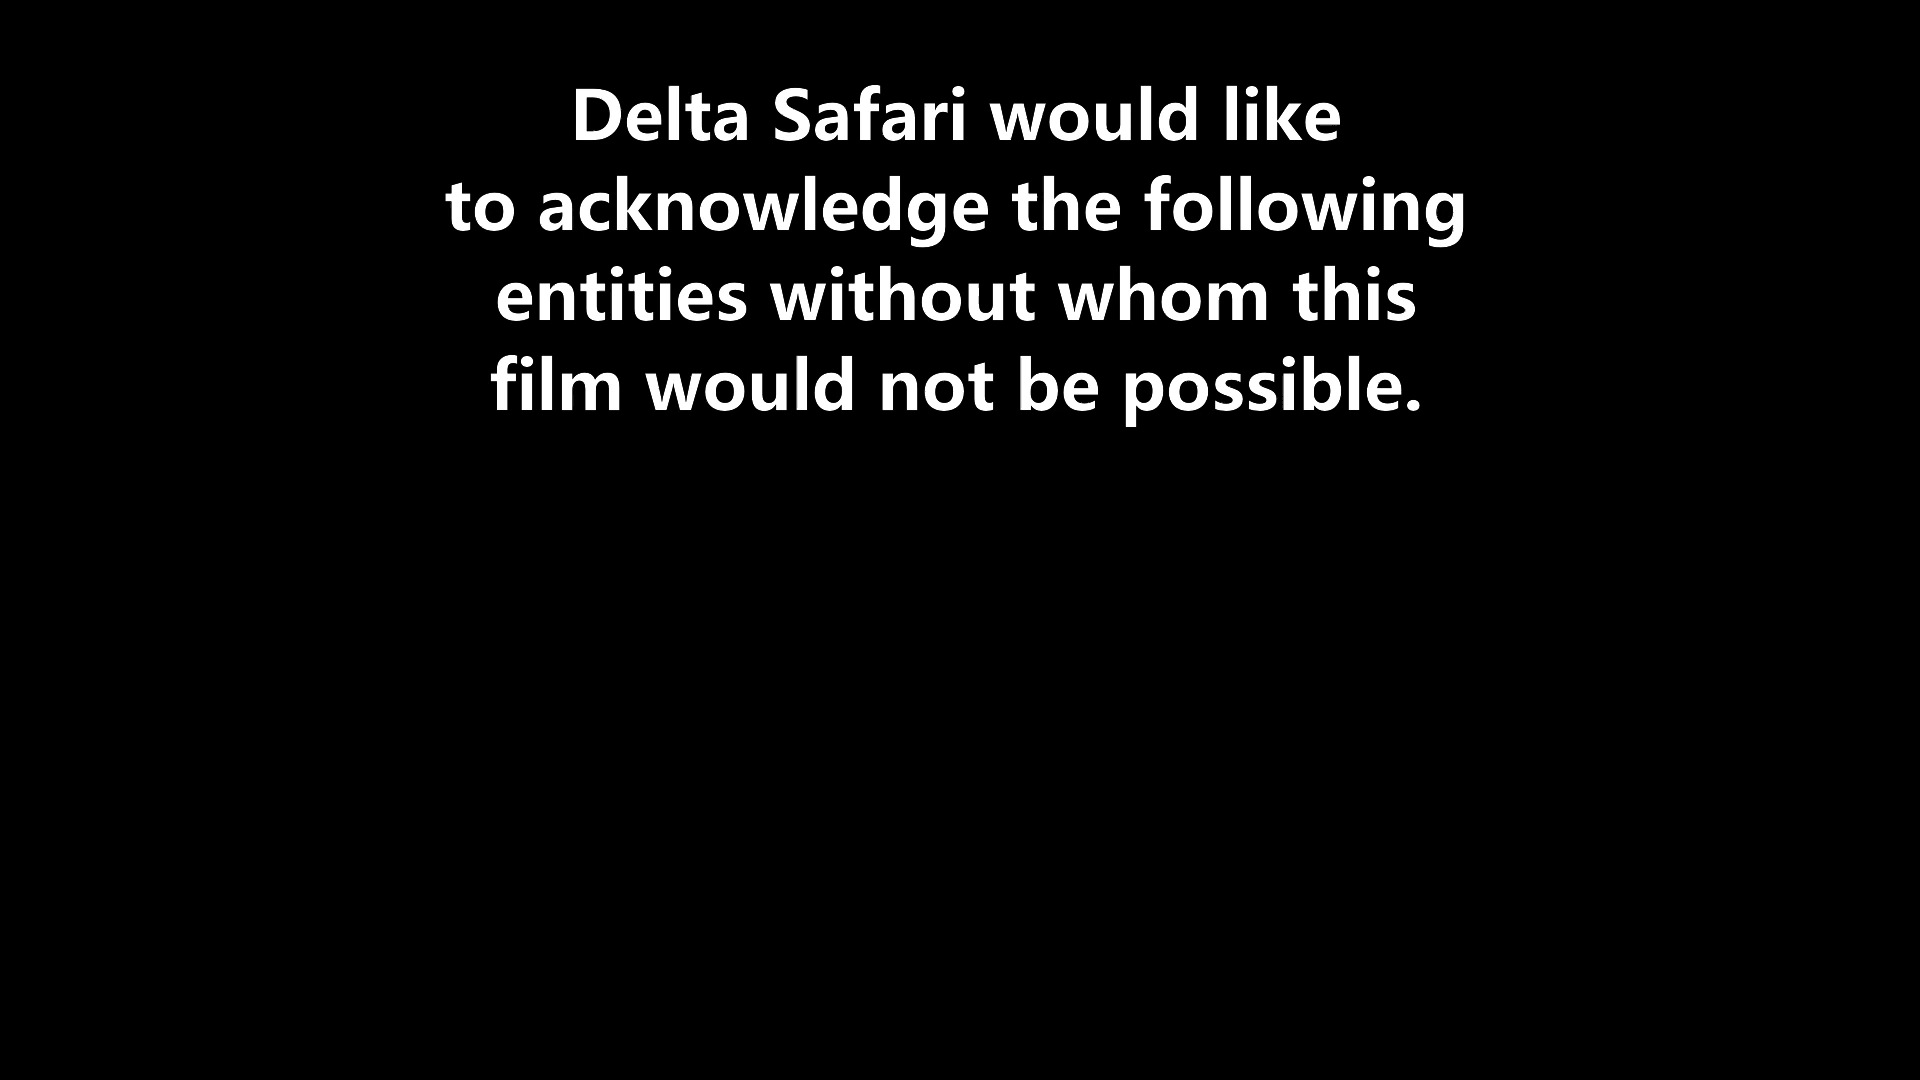 Delta Safari would like
to acknowledge the following
entities without whom this
film would not be possible.